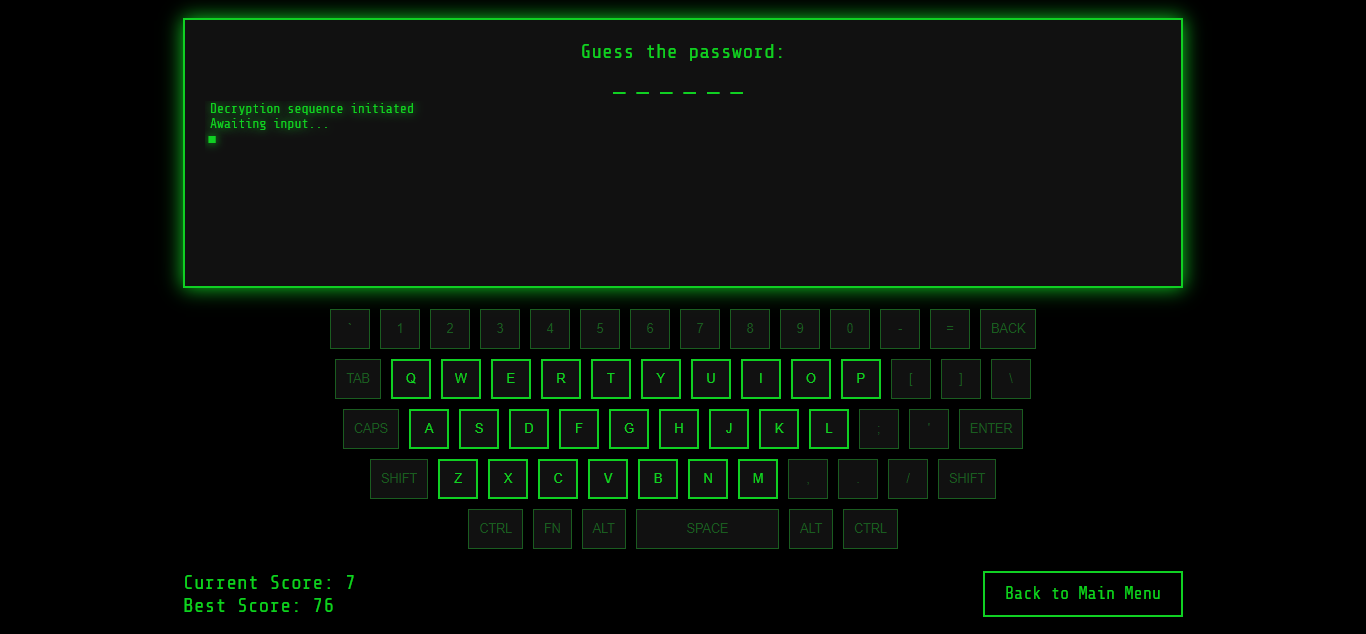 Guess the password:
_ _ _ _ _ _
Decryption sequence initiated
Awaiting input...
` 1 2 3 4 5 6 7 8 9 0 - = BACK
TAB Q W E R T Y U I O P [ ] \
CAPS A S D F G H J K L ; ' ENTER
SHIFT Z X C V B N M , . / SHIFT
CTRL FN ALT SPACE ALT CTRL
Current Score: 7
Best Score: 76
Back to Main Menu